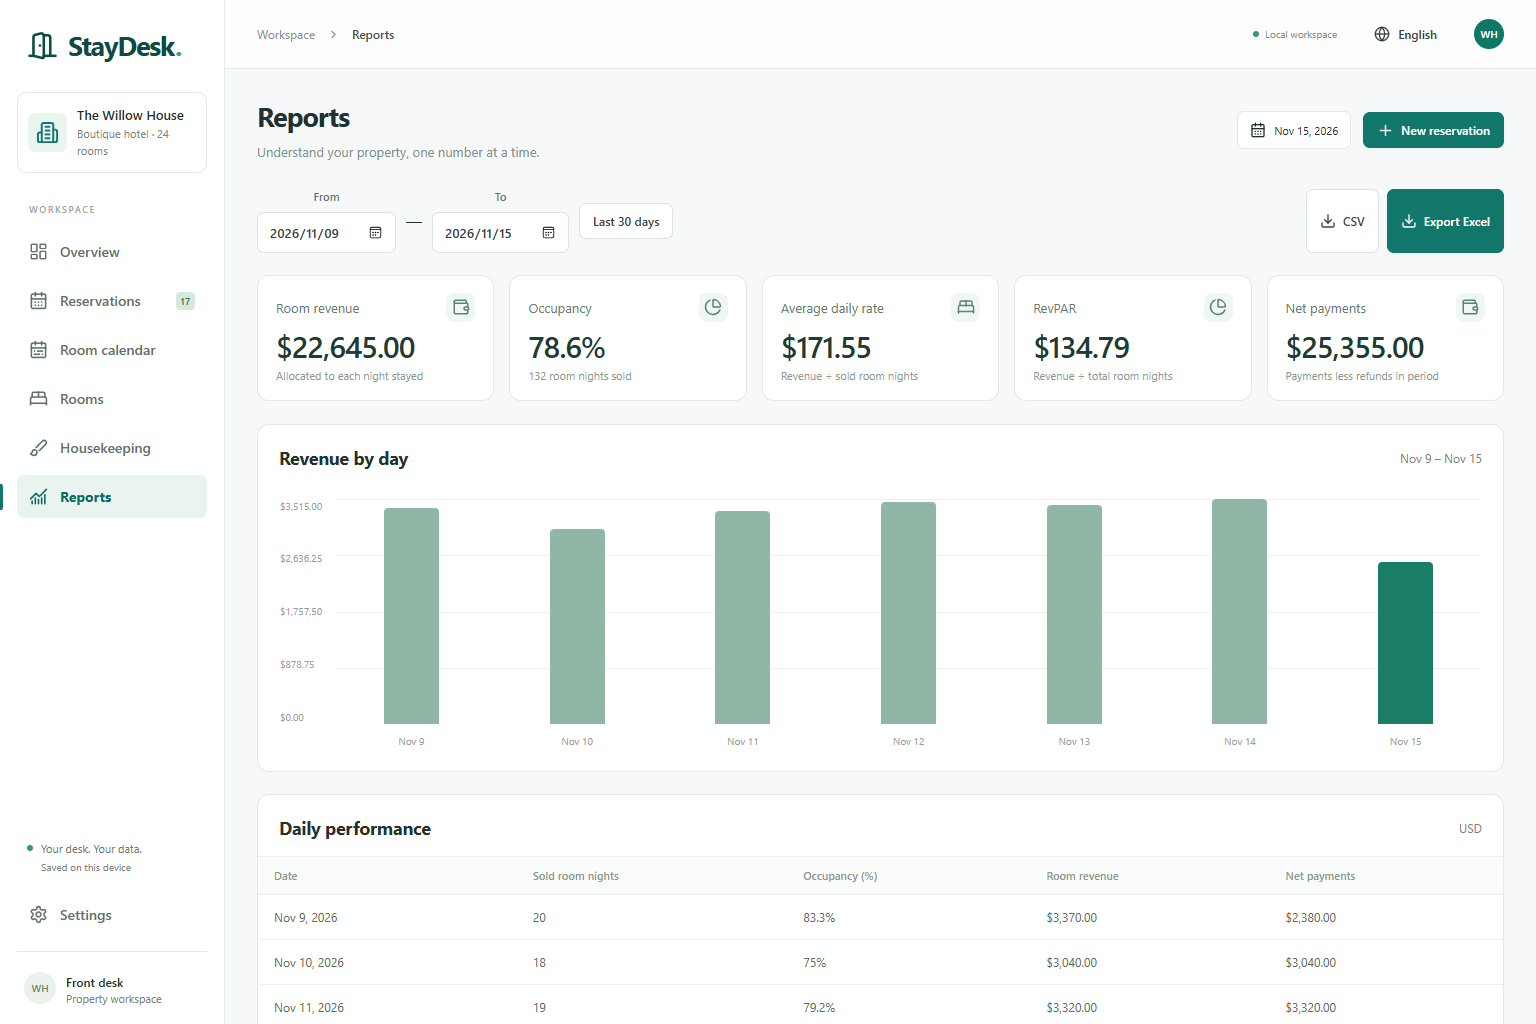 StayDesk.
The Willow House
Boutique hotel · 24
rooms
WORKSPACE
Overview
Reservations 17
Room calendar
Rooms
Housekeeping
Reports
Your desk. Your data.
Saved on this device
Settings
WH
Front desk
Property workspace
Workspace > Reports
Local workspace
English
WH
Reports
Understand your property, one number at a time.
Nov 15, 2026
+ New reservation
From
2026/11/09
—
To
2026/11/15
Last 30 days
CSV
Export Excel
Room revenue
$22,645.00
Allocated to each night stayed
Occupancy
78.6%
132 room nights sold
Average daily rate
$171.55
Revenue ÷ sold room nights
RevPAR
$134.79
Revenue ÷ total room nights
Net payments
$25,355.00
Payments less refunds in period
Revenue by day
Nov 9 – Nov 15
$3,515.00
$2,636.25
$1,757.50
$878.75
$0.00
Nov 9 Nov 10 Nov 11 Nov 12 Nov 13 Nov 14 Nov 15
Daily performance
USD
Date Sold room nights Occupancy (%) Room revenue Net payments
Nov 9, 2026 20 83.3% $3,370.00 $2,380.00
Nov 10, 2026 18 75% $3,040.00 $3,040.00
Nov 11, 2026 19 79.2% $3,320.00 $3,320.00